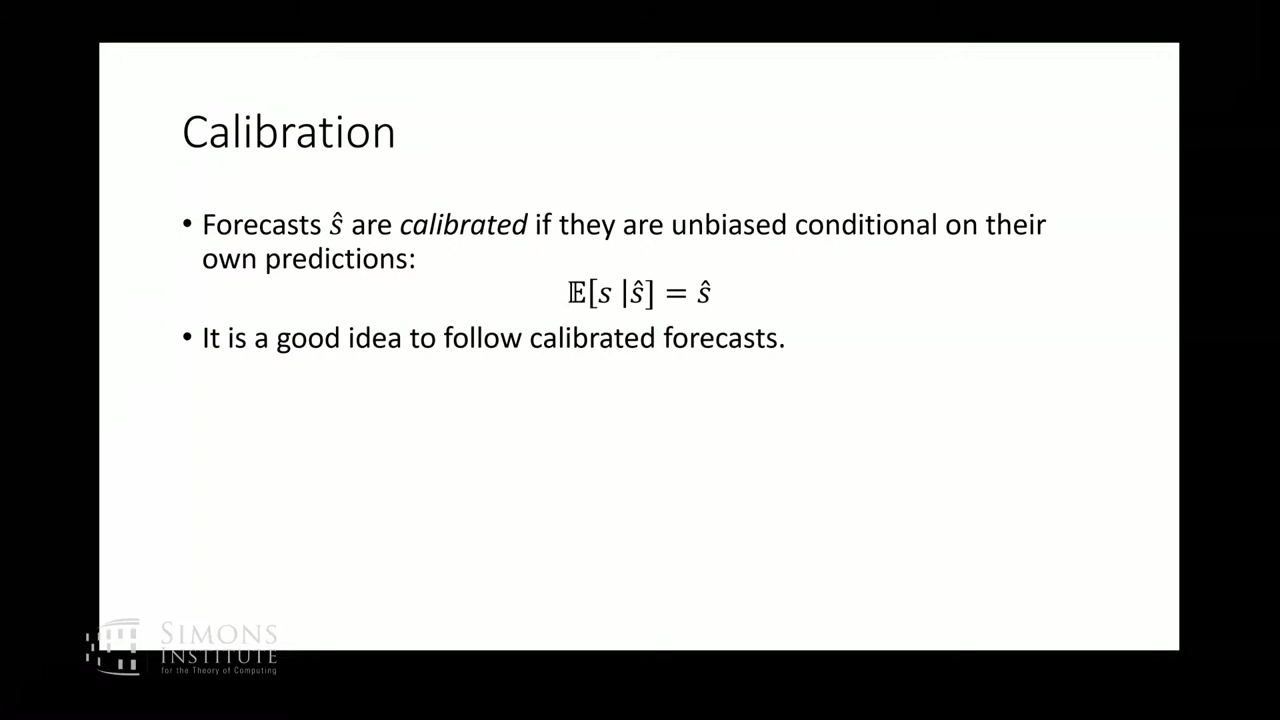 Calibration
• Forecasts ŝ are calibrated if they are unbiased conditional on their
own predictions:
𝔼[s |ŝ] = ŝ
• It is a good idea to follow calibrated forecasts.
SIMONS
INSTITUTE
for the Theory of Computing